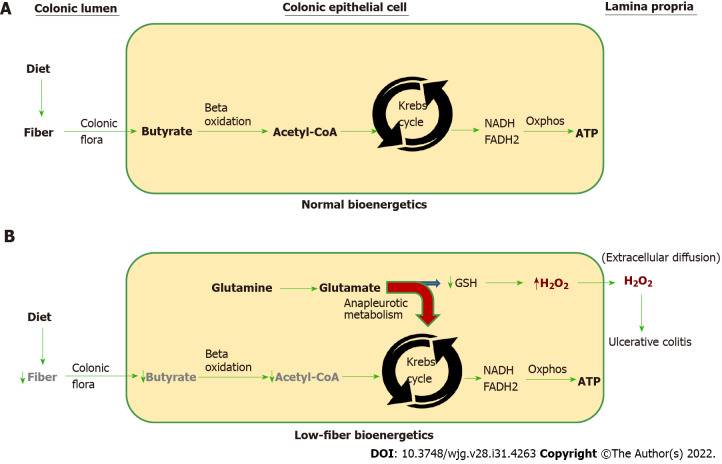 A
Colonic lumen
Colonic epithelial cell
Lamina propria
Diet
Fiber
Colonic
flora
Butyrate
Beta
oxidation
Acetyl-CoA
Krebs
cycle
NADH
FADH2
Oxphos
ATP
Normal bioenergetics
B
(Extracellular diffusion)
Glutamine
Glutamate
GSH
H₂O₂
H₂O₂
Anapleurotic
metabolism
Ulcerative colitis
Diet
Fiber
Colonic
flora
Butyrate
Beta
oxidation
Acetyl-CoA
Krebs
cycle
NADH
FADH2
Oxphos
ATP
Low-fiber bioenergetics
DOI: 10.3748/wjg.v28.i31.4263 Copyright ©The Author(s) 2022.